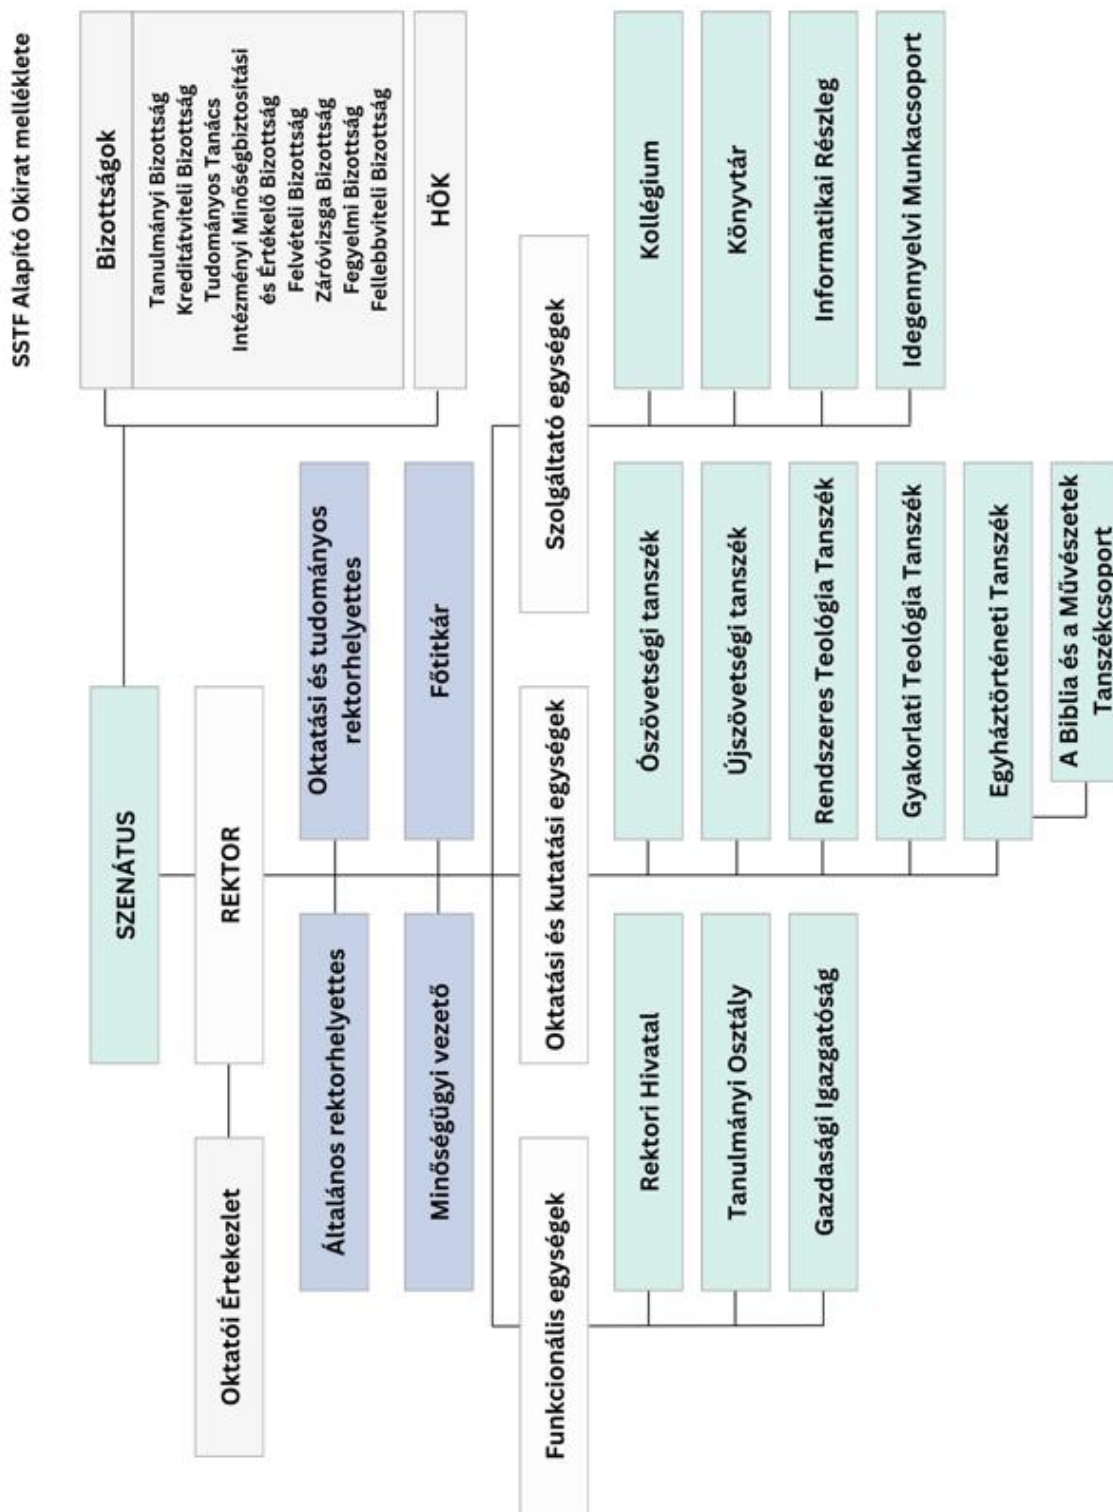 SSTF Alapító Okirat melléklete
SZENÁTUS
Bizottságok
Tanulmányi Bizottság
Kreditátviteli Bizottság
Tudományos Tanács
Intézményi Minőségbiztosítási
és Értékelő Bizottság
Felvételi Bizottság
Záróvizsga Bizottság
Fegyelmi Bizottság
Fellebbviteli Bizottság
HÖK
Oktatói Értekezlet
REKTOR
Általános rektorhelyettes
Oktatási és tudományos
rektorhelyettes
Minőségügyi vezető
Főtitkár
Funkcionális egységek
Rektori Hivatal
Tanulmányi Osztály
Gazdasági Igazgatóság
Oktatási és kutatási egységek
Ószövetségi tanszék
Újszövetségi tanszék
Rendszeres Teológia Tanszék
Gyakorlati Teológia Tanszék
Egyháztörténeti Tanszék
A Biblia és a Művészetek
Tanszékcsoport
Szolgáltató egységek
Kollégium
Könyvtár
Informatikai Részleg
Idegennyelvi Munkacsoport